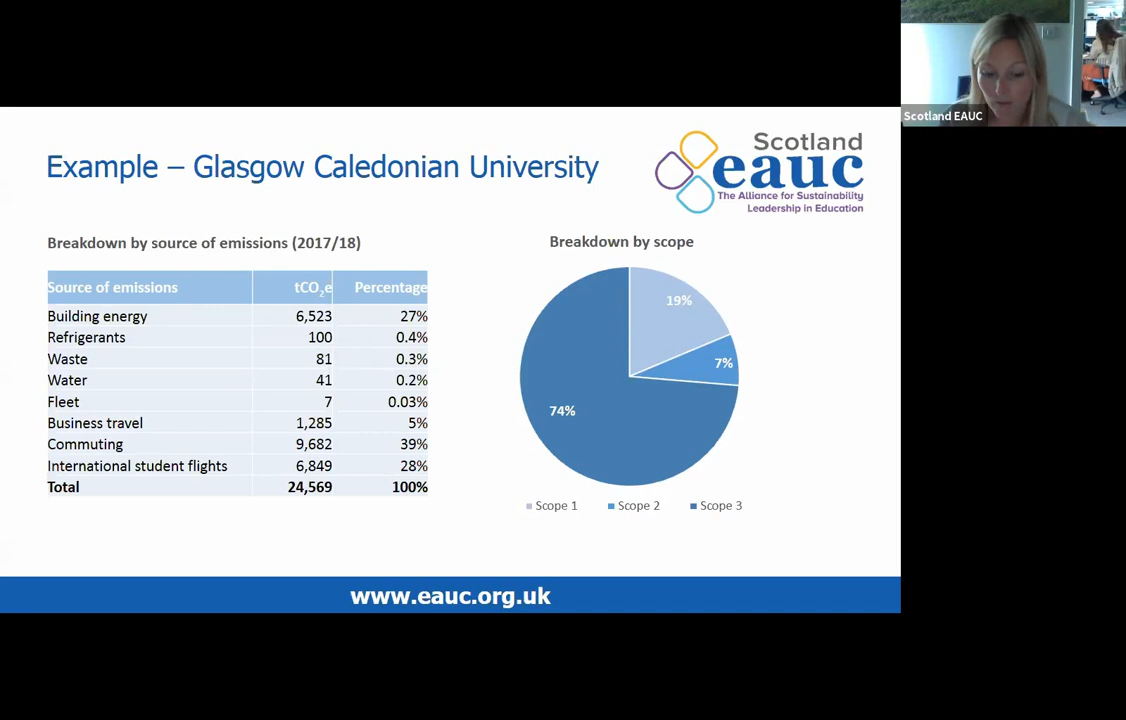 Scotland EAUC
Example – Glasgow Caledonian University
Scotland
eauc
The Alliance for Sustainability
Leadership in Education
Breakdown by source of emissions (2017/18)
Source of emissions tCO₂e Percentage
Building energy 6,523 27%
Refrigerants 100 0.4%
Waste 81 0.3%
Water 41 0.2%
Fleet 7 0.03%
Business travel 1,285 5%
Commuting 9,682 39%
International student flights 6,849 28%
Total 24,569 100%
Breakdown by scope
19%
7%
74%
Scope 1 Scope 2 Scope 3
www.eauc.org.uk